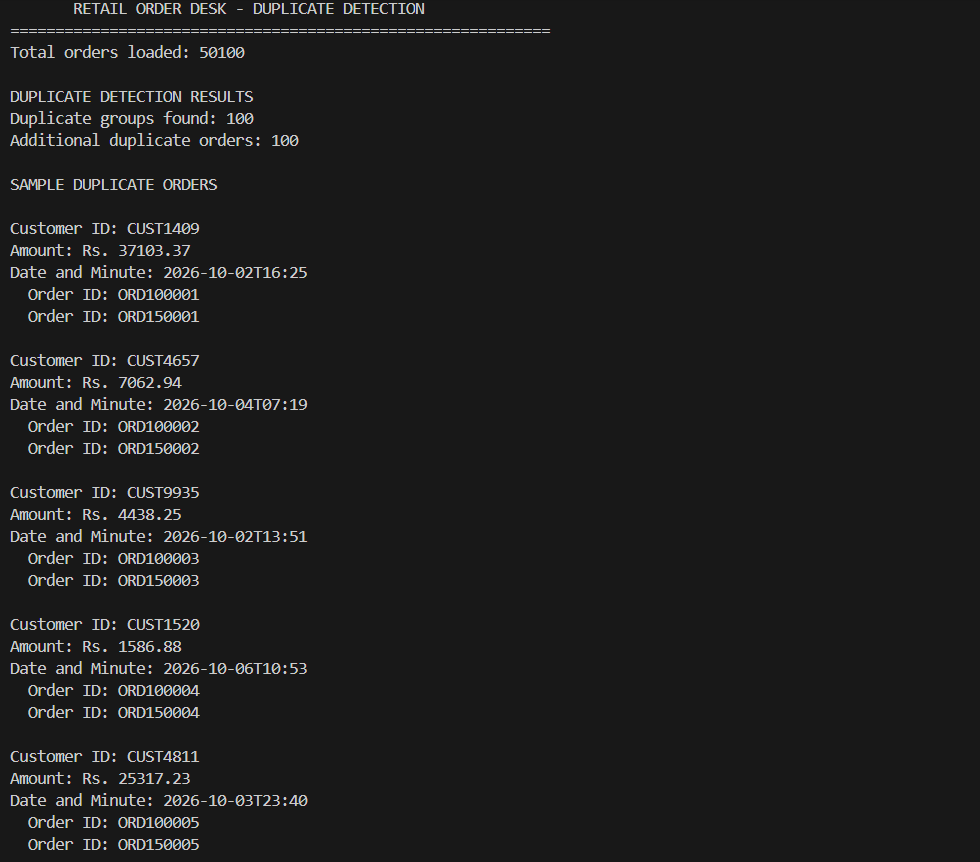 RETAIL ORDER DESK - DUPLICATE DETECTION
============================================================
Total orders loaded: 50100
DUPLICATE DETECTION RESULTS
Duplicate groups found: 100
Additional duplicate orders: 100
SAMPLE DUPLICATE ORDERS
Customer ID: CUST1409
Amount: Rs. 37103.37
Date and Minute: 2026-10-02T16:25
Order ID: ORD100001
Order ID: ORD150001
Customer ID: CUST4657
Amount: Rs. 7062.94
Date and Minute: 2026-10-04T07:19
Order ID: ORD100002
Order ID: ORD150002
Customer ID: CUST9935
Amount: Rs. 4438.25
Date and Minute: 2026-10-02T13:51
Order ID: ORD100003
Order ID: ORD150003
Customer ID: CUST1520
Amount: Rs. 1586.88
Date and Minute: 2026-10-06T10:53
Order ID: ORD100004
Order ID: ORD150004
Customer ID: CUST4811
Amount: Rs. 25317.23
Date and Minute: 2026-10-03T23:40
Order ID: ORD100005
Order ID: ORD150005